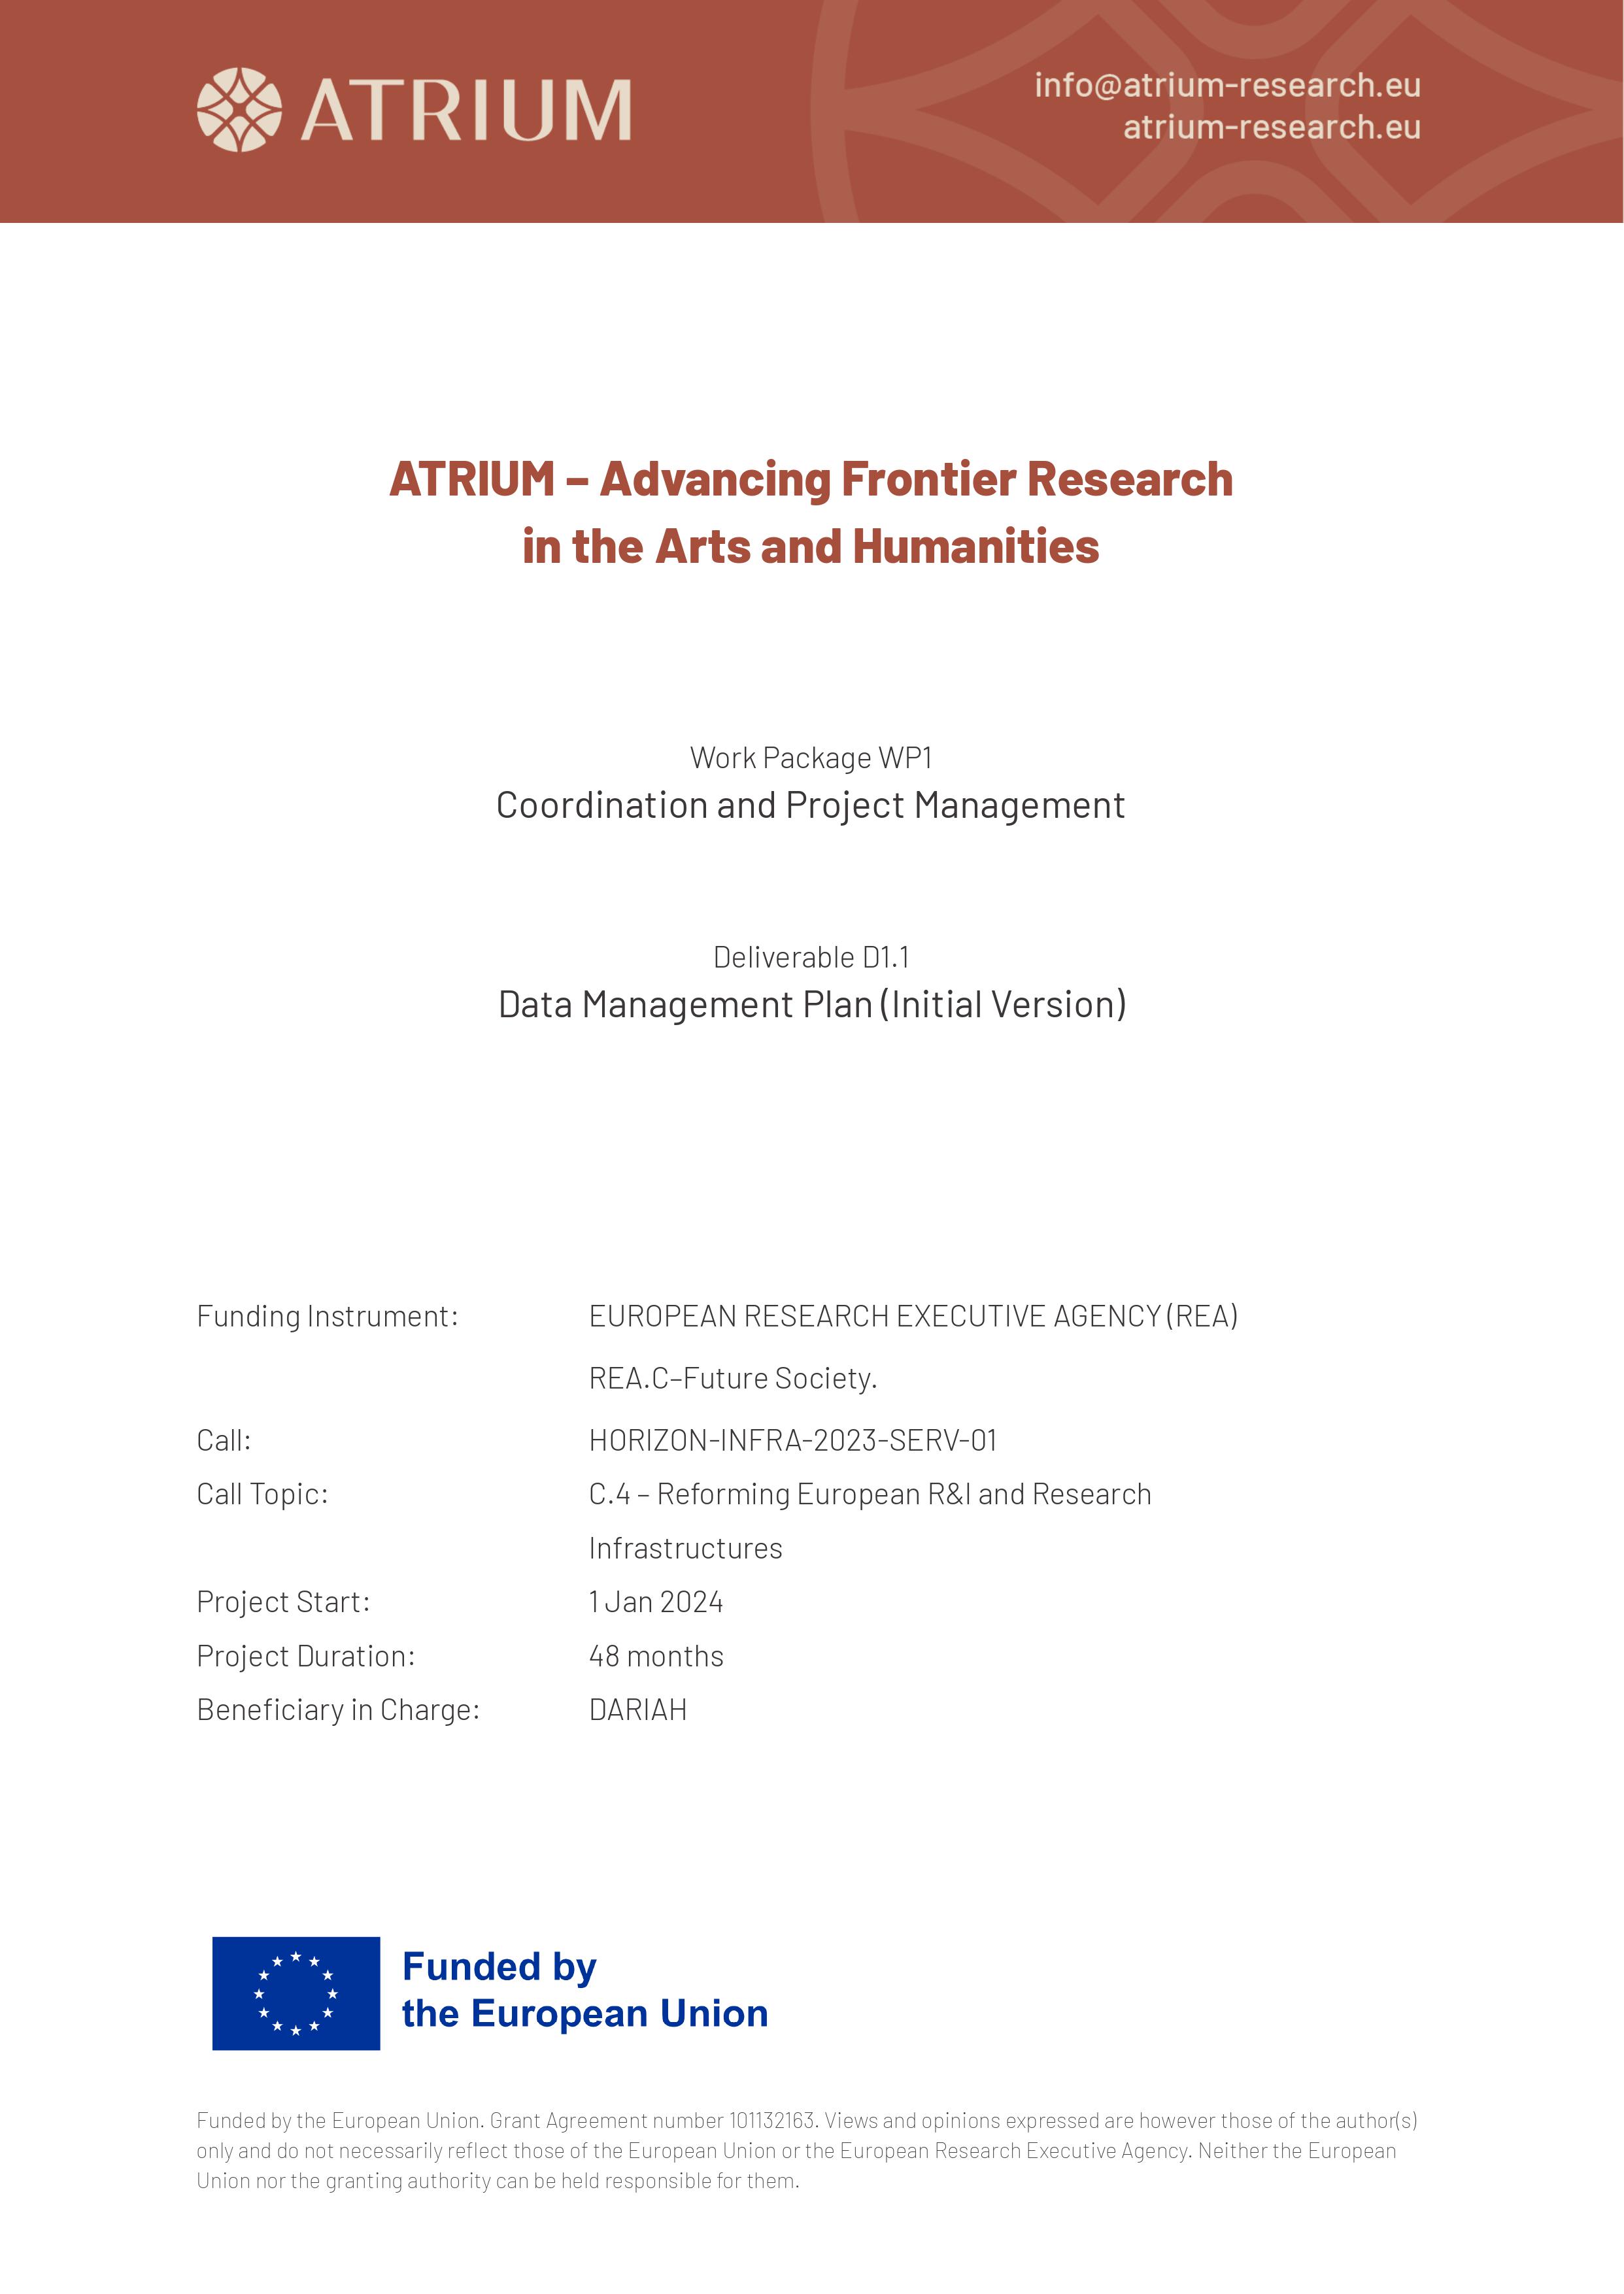 ATRIUM
info@atrium-research.eu
atrium-research.eu
ATRIUM – Advancing Frontier Research
in the Arts and Humanities
Work Package WP1
Coordination and Project Management
Deliverable D1.1
Data Management Plan (Initial Version)
Funding Instrument: EUROPEAN RESEARCH EXECUTIVE AGENCY (REA)
REA.C–Future Society.
Call: HORIZON-INFRA-2023-SERV-01
Call Topic: C.4 – Reforming European R&I and Research
Infrastructures
Project Start: 1 Jan 2024
Project Duration: 48 months
Beneficiary in Charge: DARIAH
Funded by
the European Union
Funded by the European Union. Grant Agreement number 101132163. Views and opinions expressed are however those of the author(s)
only and do not necessarily reflect those of the European Union or the European Research Executive Agency. Neither the European
Union nor the granting authority can be held responsible for them.